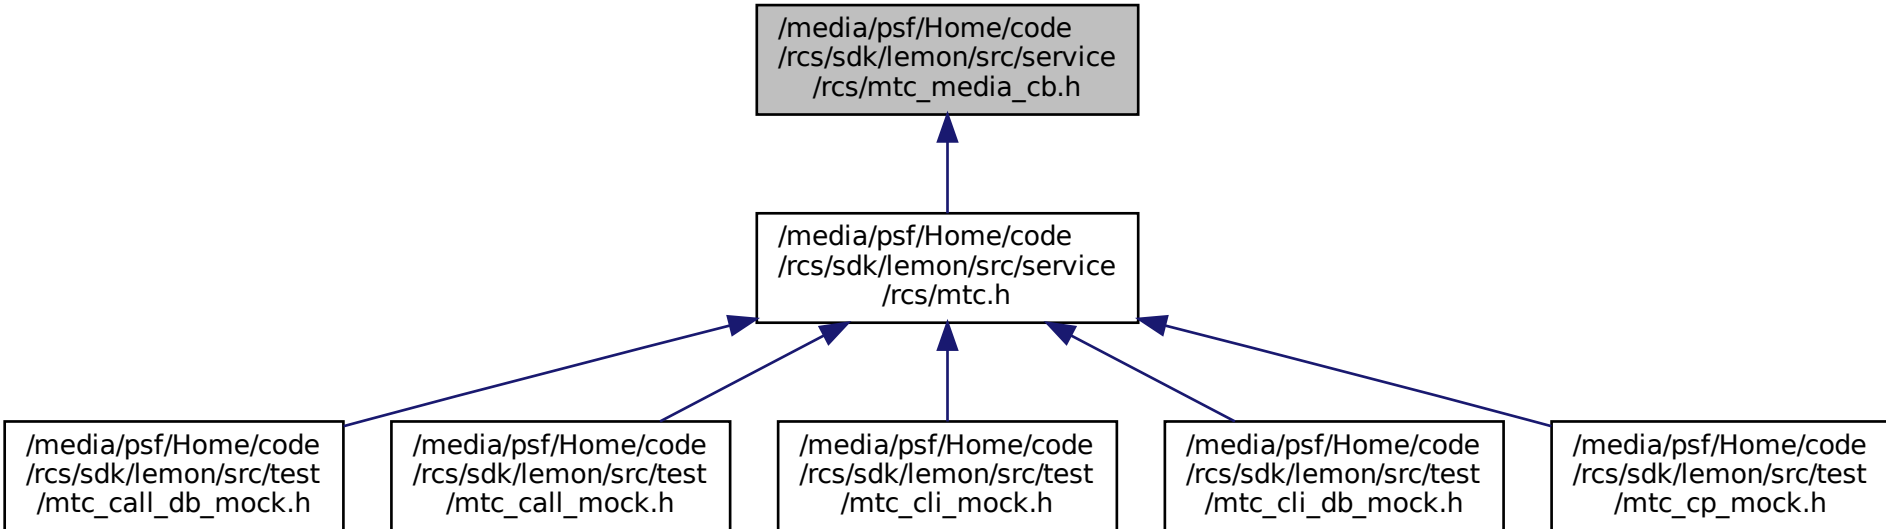 /media/psf/Home/code
/rcs/sdk/lemon/src/service
/rcs/mtc_media_cb.h
/media/psf/Home/code
/rcs/sdk/lemon/src/service
/rcs/mtc.h
/media/psf/Home/code
/rcs/sdk/lemon/src/test
/mtc_call_db_mock.h
/media/psf/Home/code
/rcs/sdk/lemon/src/test
/mtc_call_mock.h
/media/psf/Home/code
/rcs/sdk/lemon/src/test
/mtc_cli_mock.h
/media/psf/Home/code
/rcs/sdk/lemon/src/test
/mtc_cli_db_mock.h
/media/psf/Home/code
/rcs/sdk/lemon/src/test
/mtc_cp_mock.h